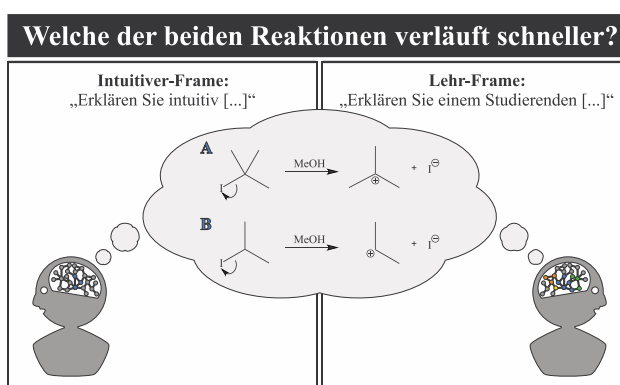 Welche der beiden Reaktionen verläuft schneller?
Intuitiver-Frame:
„Erklären Sie intuitiv [...]“
Lehr-Frame:
„Erklären Sie einem Studierenden [...]“
A
I
MeOH
⊕
+ I⊖
B
I
MeOH
⊕
+ I⊖